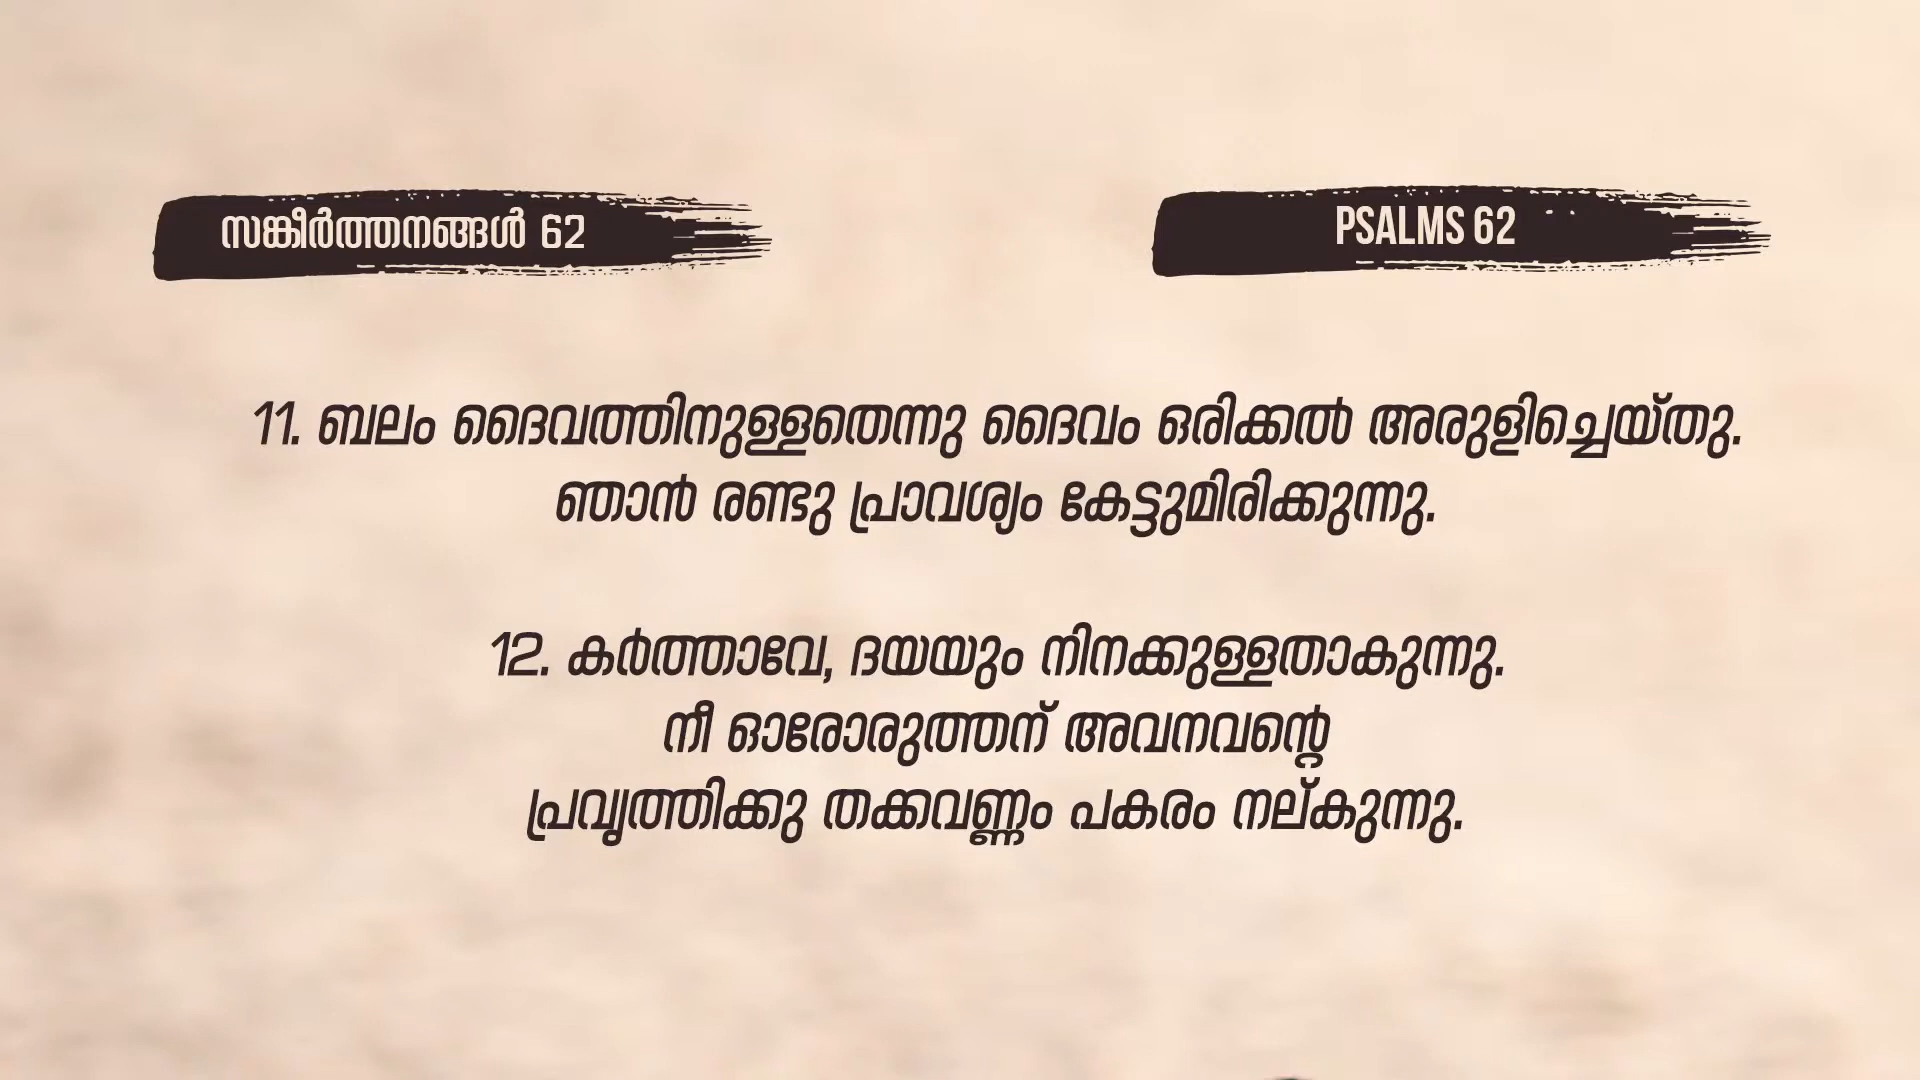 സങ്കീർത്തനങ്ങൾ 62
PSALMS 62
11. ബലം ദൈവത്തിനുള്ളതെന്നു ദൈവം ഒരിക്കൽ അരുളിച്ചെയ്തു.
ഞാൻ രണ്ടു പ്രാവശ്യം കേട്ടുമിരിക്കുന്നു.
12. കർത്താവേ, ദയയും നിനക്കുള്ളതാകുന്നു.
നീ ഓരോരുത്തന് അവനവന്റെ
പ്രവൃത്തിക്കു തക്കവണ്ണം പകരം നല്കുന്നു.